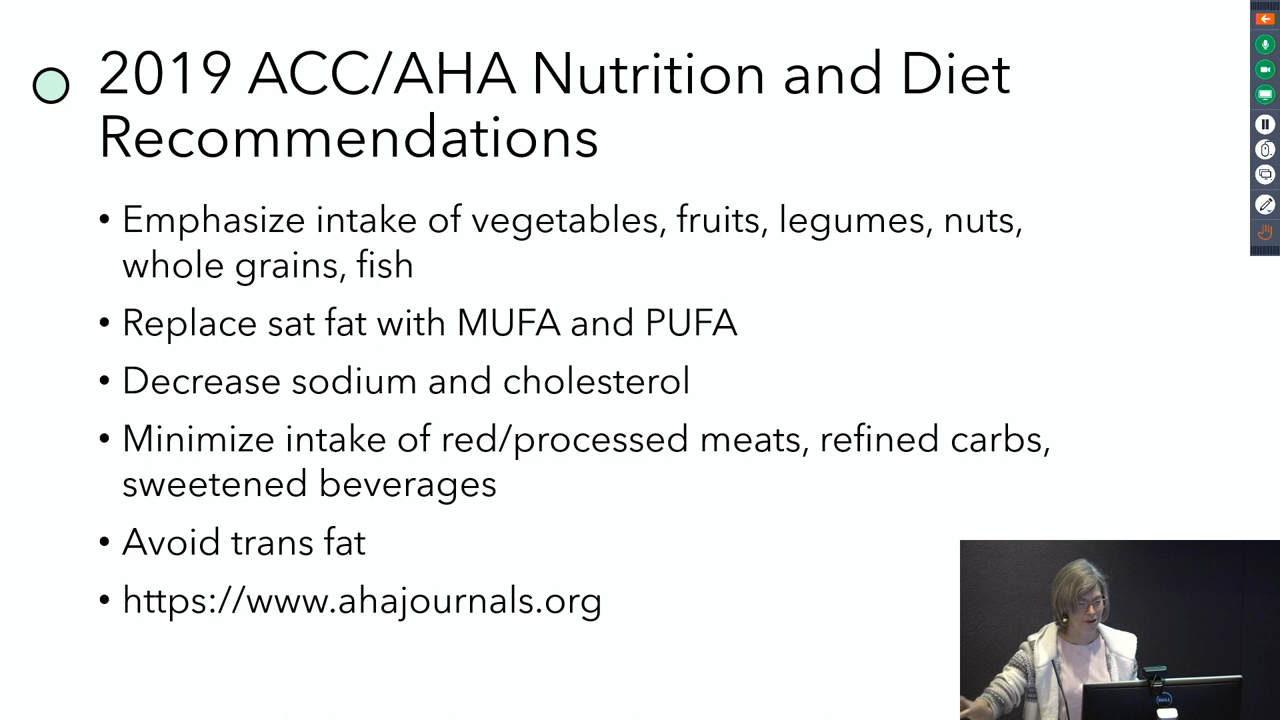 2019 ACC/AHA Nutrition and Diet
Recommendations
• Emphasize intake of vegetables, fruits, legumes, nuts,
whole grains, fish
• Replace sat fat with MUFA and PUFA
• Decrease sodium and cholesterol
• Minimize intake of red/processed meats, refined carbs,
sweetened beverages
• Avoid trans fat
• https://www.ahajournals.org
DELL